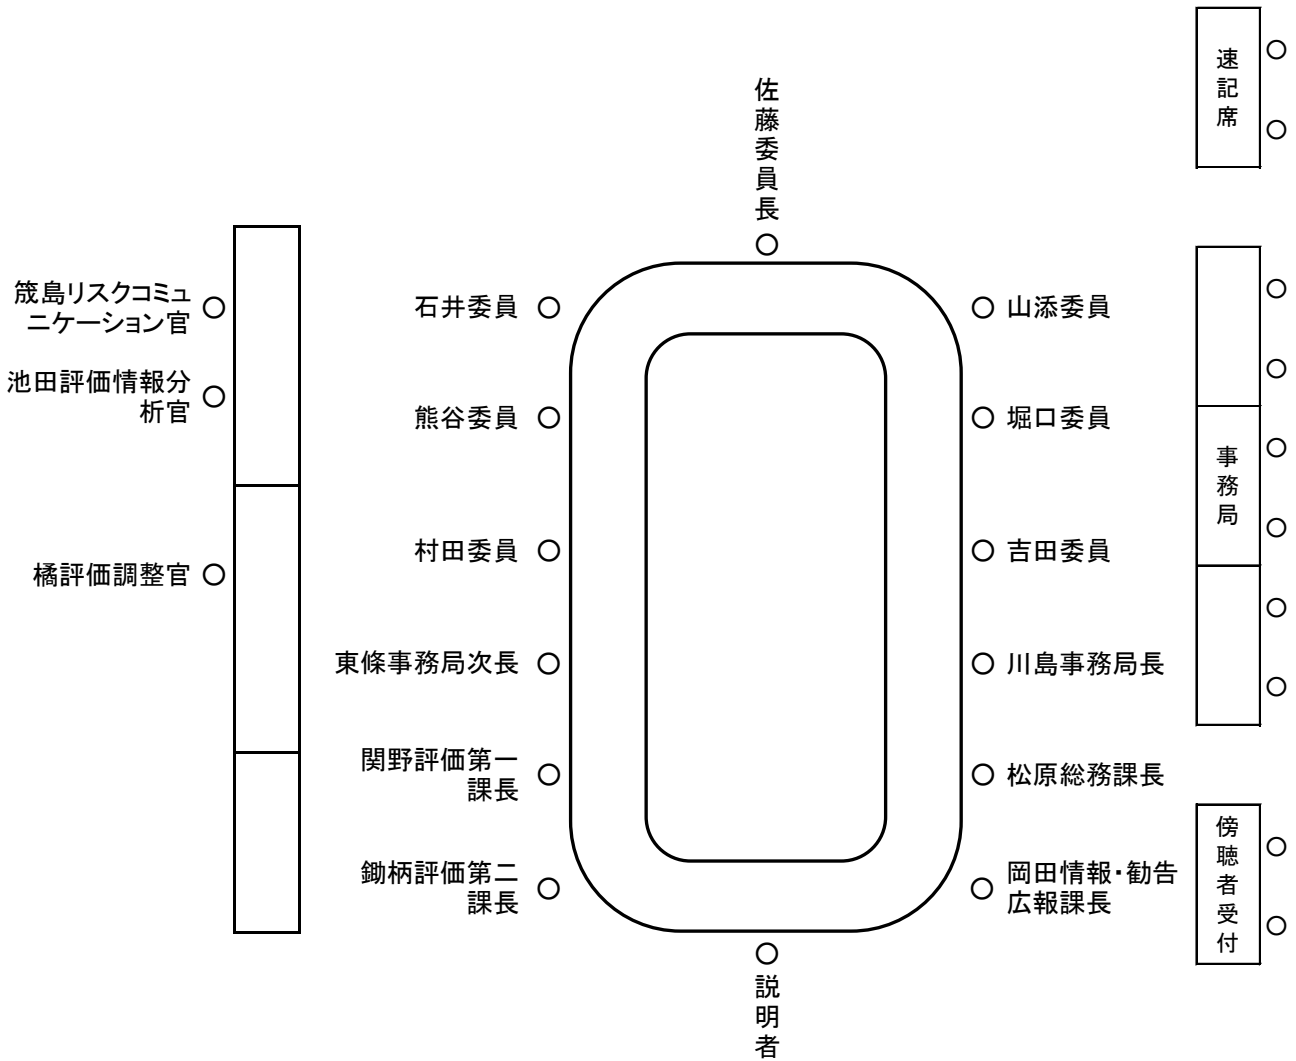 速記席
佐藤委員長
筬島リスクコミュ
ニケーション官
石井委員
山添委員
池田評価情報分
析官
熊谷委員
堀口委員
事務局
橘評価調整官
村田委員
吉田委員
東條事務局次長
川島事務局長
関野評価第一
課長
松原総務課長
鋤柄評価第二
課長
岡田情報・勧告
広報課長
傍聴者受付
説明者